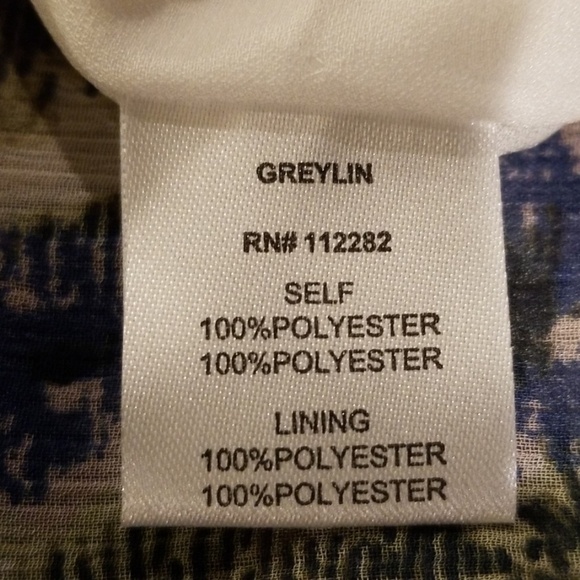 GREYLIN
RN# 112282
SELF
100%POLYESTER
100%POLYESTER
LINING
100%POLYESTER
100%POLYESTER